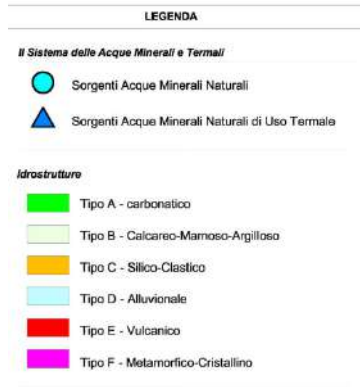 LEGENDA
Il Sistema delle Acque Minerali e Termali
Sorgenti Acque Minerali Naturali
Sorgenti Acque Minerali Naturali di Uso Termale
Idrostrutture
Tipo A - carbonatico
Tipo B - Calcareo-Marnoso-Argilloso
Tipo C - Silico-Clastico
Tipo D - Alluvionale
Tipo E - Vulcanico
Tipo F - Metamorfico-Cristallino